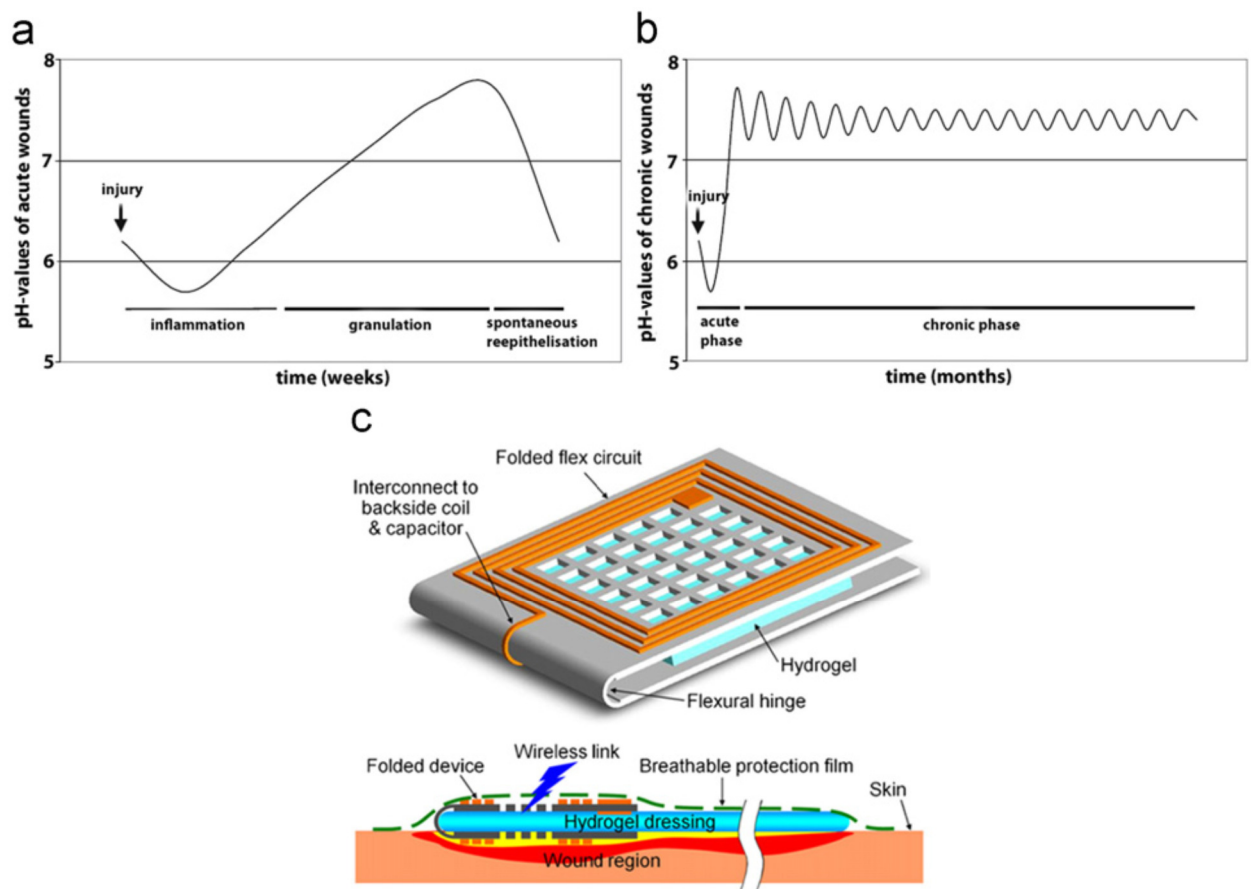 a
pH-values of acute wounds
8
7
6
5
injury
inflammation
granulation
spontaneous
reepithelisation
time (weeks)
b
pH-values of chronic wounds
8
7
6
5
injury
acute
phase
chronic phase
time (months)
c
Folded flex circuit
Interconnect to
backside coil
& capacitor
Hydrogel
Flexural hinge
Wireless link
Folded device
Breathable protection film
Skin
Hydrogel dressing
Wound region